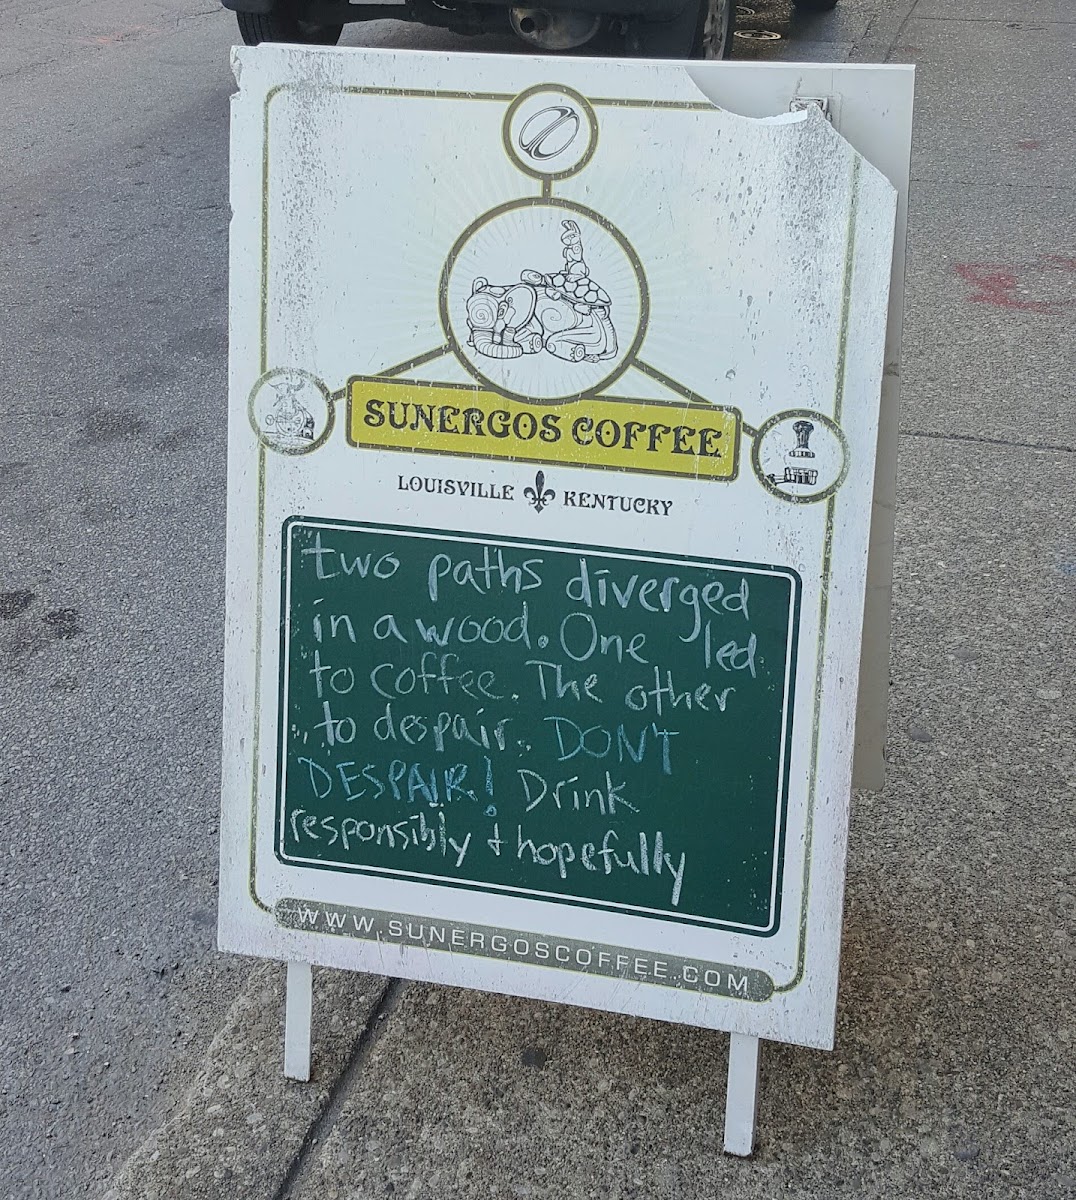 SUNERGOS COFFEE
LOUISVILLE KENTUCKY
two paths diverged
in a wood. One led
to coffee. The other
to despair. DON'T
DESPAIR! Drink
responsibly + hopefully
WWW.SUNERGOSCOFFEE.COM